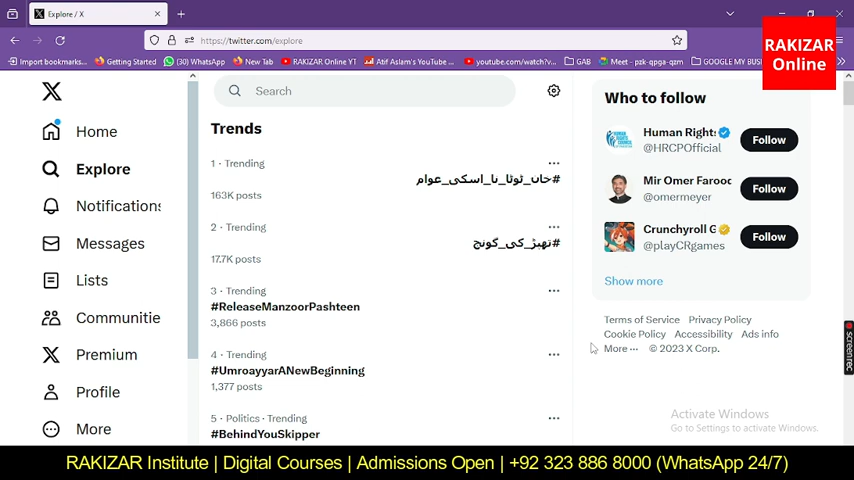 Explore / X
https://twitter.com/explore
Import bookmarks...
Getting Started
(30) WhatsApp
New Tab
RAKIZAR Online YT
Atif Aslam's YouTube ...
youtube.com/watch?v...
GAB
Meet - pzk-qpga-qzm
GOOGLE MY BUS
RAKIZAR
Online
Home
Explore
Notifications
Messages
Lists
Communitie
Premium
Profile
More
Search
Trends
1 · Trending
#خان_ٹوٹا_نا_اسکی_عوام
163K posts
2 · Trending
#تھپڑ_کی_گونج
17.7K posts
3 · Trending
#ReleaseManzoorPashteen
3,866 posts
4 · Trending
#UmroayyarANewBeginning
1,377 posts
5 · Politics · Trending
#BehindYouSkipper
Who to follow
Human Rights
@HRCPOfficial
Follow
Mir Omer Farooq
@omermeyer
Follow
Crunchyroll G
@playCRgames
Follow
Show more
Terms of Service Privacy Policy
Cookie Policy Accessibility Ads info
More ··· © 2023 X Corp.
screenrec
Activate Windows
Go to Settings to activate Windows.
RAKIZAR Institute | Digital Courses | Admissions Open | +92 323 886 8000 (WhatsApp 24/7)